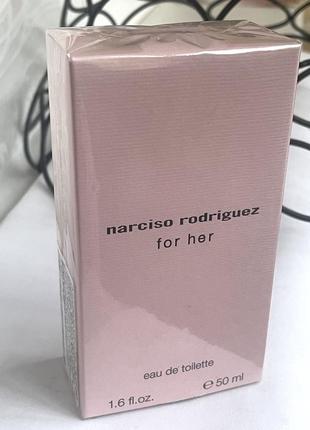 narciso rodriguez
for her
eau de toilette
1.6 fl.oz. ℮ 50 ml